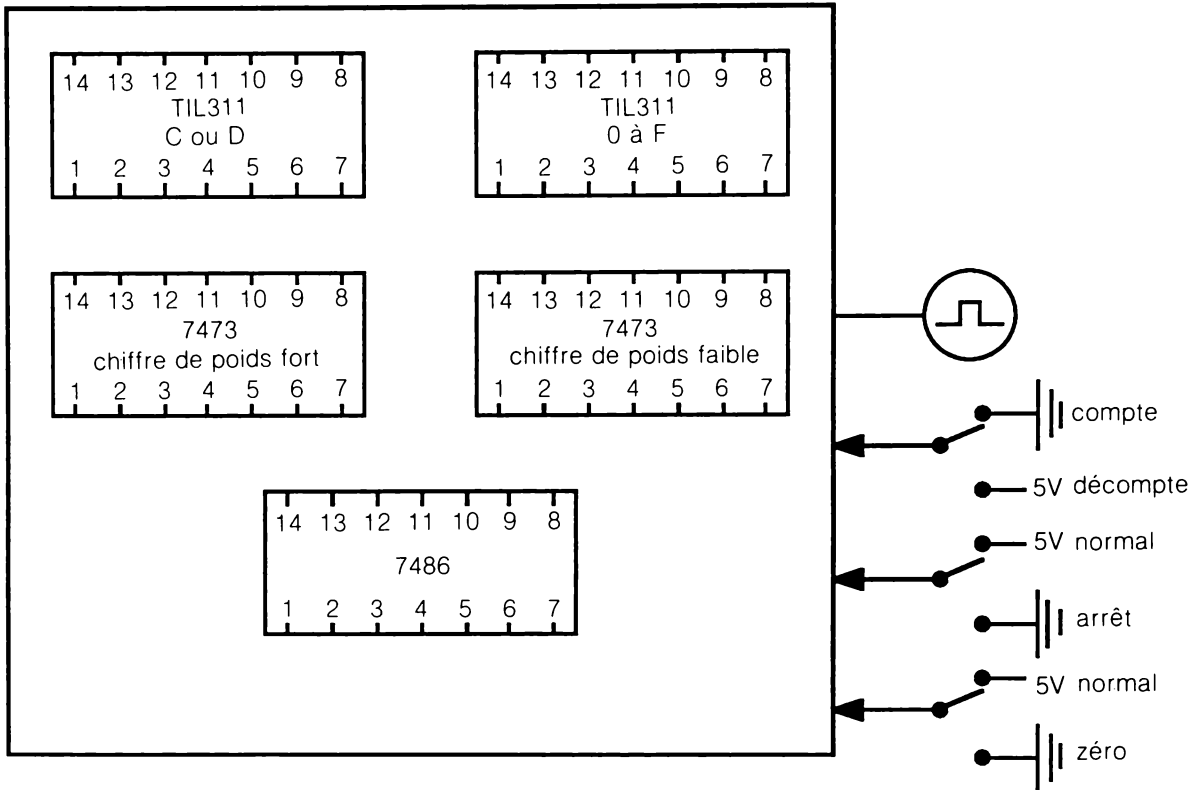 14 13 12 11 10 9 8
TIL311
C ou D
1 2 3 4 5 6 7
14 13 12 11 10 9 8
TIL311
0 à F
1 2 3 4 5 6 7
14 13 12 11 10 9 8
7473
chiffre de poids fort
1 2 3 4 5 6 7
14 13 12 11 10 9 8
7473
chiffre de poids faible
1 2 3 4 5 6 7
14 13 12 11 10 9 8
7486
1 2 3 4 5 6 7
compte
5V décompte
5V normal
arrêt
5V normal
zéro